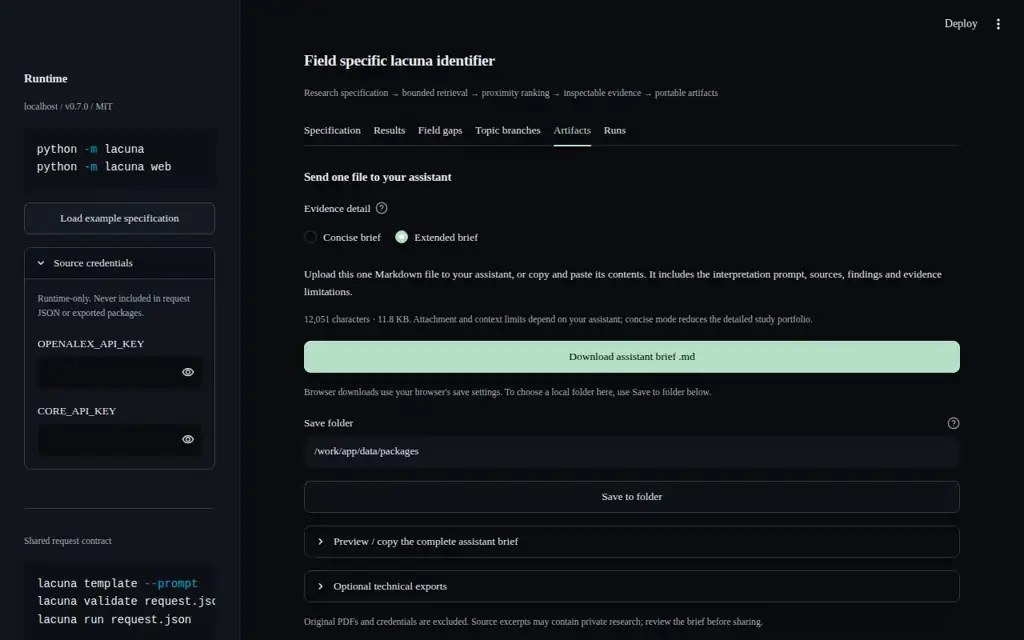 Deploy
Runtime
localhost / v0.7.0 / MIT
python -m lacuna
python -m lacuna web
Load example specification
Source credentials
Runtime-only. Never included in request
JSON or exported packages.
OPENALEX_API_KEY
CORE_API_KEY
Shared request contract
lacuna template --prompt
lacuna validate request.jsc
lacuna run request.json
Field specific lacuna identifier
Research specification → bounded retrieval → proximity ranking → inspectable evidence → portable artifacts
Specification Results Field gaps Topic branches Artifacts Runs
Send one file to your assistant
Evidence detail
Concise brief Extended brief
Upload this one Markdown file to your assistant, or copy and paste its contents. It includes the interpretation prompt, sources, findings and evidence
limitations.
12,051 characters · 11.8 KB. Attachment and context limits depend on your assistant; concise mode reduces the detailed study portfolio.
Download assistant brief .md
Browser downloads use your browser's save settings. To choose a local folder here, use Save to folder below.
Save folder
/work/app/data/packages
Save to folder
Preview / copy the complete assistant brief
Optional technical exports
Original PDFs and credentials are excluded. Source excerpts may contain private research; review the brief before sharing.